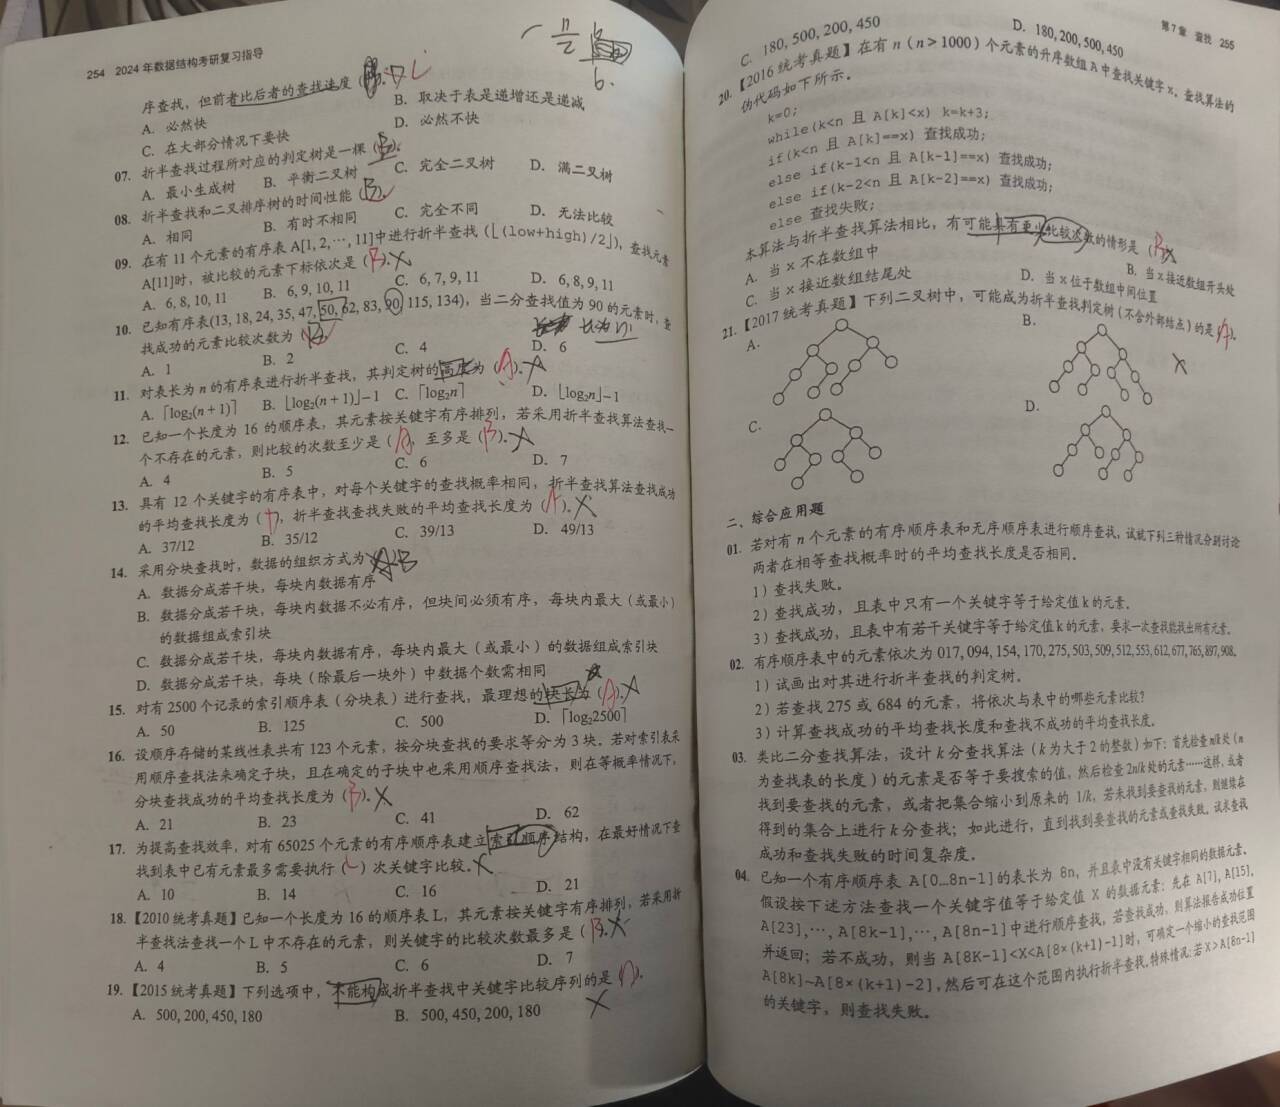 254 2024年数据结构考研复习指导
序查找，但前者比后者的查找速度（
A. 必然快 B. 取决于表是递增还是递减
C. 在大部分情况下要快 D. 必然不快
07. 折半查找过程所对应的判定树是一棵（B）。
A. 最小生成树 B. 平衡二叉树 C. 完全二叉树 D. 满二叉树
08. 折半查找和二叉排序树的时间性能（B）。
A. 相同 B. 有时不相同 C. 完全不同 D. 无法比较
09. 在有 11 个元素的有序表 A[1, 2,…, 11]中进行折半查找（⌊(low+high)/2⌋），查找元素
A[11]时，被比较的元素下标依次是（B）。
A. 6, 8, 10, 11 B. 6, 9, 10, 11 C. 6, 7, 9, 11 D. 6, 8, 9, 11
10. 已知有序表(13, 18, 24, 35, 47, 50, 62, 83, 90, 115, 134)，当二分查找值为 90 的元素时，查
找成功的元素比较次数为（B）。
A. 1 B. 2 C. 4 D. 6
11. 对表长为 n 的有序表进行折半查找，其判定树的高度为（A）。
A. ⌈log₂(n + 1)⌉ B. ⌊log₂(n + 1)⌋ – 1 C. ⌈log₂n⌉ D. ⌊log₂n⌋ – 1
12. 已知一个长度为 16 的顺序表，其元素按关键字有序排列，若采用折半查找算法查找一
个不存在的元素，则比较的次数至少是（A），至多是（B）。
A. 4 B. 5 C. 6 D. 7
13. 具有 12 个关键字的有序表中，对每个关键字的查找概率相同，折半查找算法查找成功
的平均查找长度为（A），折半查找查找失败的平均查找长度为（A）。
A. 37/12 B. 35/12 C. 39/13 D. 49/13
14. 采用分块查找时，数据的组织方式为（B
A. 数据分成若干块，每块内数据有序
B. 数据分成若干块，每块内数据不必有序，但块间必须有序，每块内最大（或最小）
的数据组成索引块
C. 数据分成若干块，每块内数据有序，每块内最大（或最小）的数据组成索引块
D. 数据分成若干块，每块（除最后一块外）中数据个数需相同
15. 对有 2500 个记录的索引顺序表（分块表）进行查找，最理想的块长为（A）。
A. 50 B. 125 C. 500 D. ⌈log₂2500⌉
16. 设顺序存储的某线性表共有 123 个元素，按分块查找的要求等分为 3 块。若对索引表采
用顺序查找法来确定子块，且在确定的子块中也采用顺序查找法，则在等概率情况下，
分块查找成功的平均查找长度为（B）。
A. 21 B. 23 C. 41 D. 62
17. 为提高查找效率，对有 65025 个元素的有序顺序表建立索引顺序结构，在最好情况下查
找到表中已有元素最多需要执行（C）次关键字比较。
A. 10 B. 14 C. 16 D. 21
18. 【2010 统考真题】已知一个长度为 16 的顺序表 L，其元素按关键字有序排列，若采用折
半查找法查找一个 L 中不存在的元素，则关键字的比较次数最多是（B）。
A. 4 B. 5 C. 6 D. 7
19. 【2015 统考真题】下列选项中，不能构成折半查找中关键字比较序列的是（A）。
A. 500, 200, 450, 180 B. 500, 450, 200, 180
第 7 章 查找 255
C. 180, 500, 200, 450 D. 180, 200, 500, 450
20. 【2016 统考真题】在有 n（n > 1000）个元素的升序数组 A 中查找关键字 x。查找算法的
伪代码如下所示。
k=0;
while(k<n 且 A[k]<x) k=k+3;
if(k<n 且 A[k]==x) 查找成功;
else if(k-1<n 且 A[k-1]==x) 查找成功;
else if(k-2<n 且 A[k-2]==x) 查找成功;
else 查找失败;
本算法与折半查找算法相比，有可能具有更少比较次数的情形是（B
A. 当 x 不在数组中 B. 当 x 接近数组开头处
C. 当 x 接近数组结尾处 D. 当 x 位于数组中间位置
21. 【2017 统考真题】下列二叉树中，可能成为折半查找判定树（不含外部结点）的是（A）。
A. B.
C. D.
二、综合应用题
01. 若对有 n 个元素的有序顺序表和无序顺序表进行顺序查找，试就下列三种情况分别讨论
两者在相等查找概率时的平均查找长度是否相同。
1）查找失败。
2）查找成功，且表中只有一个关键字等于给定值 k 的元素。
3）查找成功，且表中有若干关键字等于给定值 k 的元素，要求一次查找能找出所有元素。
02. 有序顺序表中的元素依次为 017, 094, 154, 170, 275, 503, 509, 512, 553, 612, 677, 765, 897, 908。
1）试画出对其进行折半查找的判定树。
2）若查找 275 或 684 的元素，将依次与表中的哪些元素比较？
3）计算查找成功的平均查找长度和查找不成功的平均查找长度。
03. 类比二分查找算法，设计 k 分查找算法（k 为大于 2 的整数）如下：首先检查 n/k 处（n
为查找表的长度）的元素是否等于要搜索的值，然后检查 2n/k 处的元素……这样，或者
找到要查找的元素，或者把集合缩小到原来的 1/k，若未找到要查找的元素，则继续在
得到的集合上进行 k 分查找；如此进行，直到找到要查找的元素或查找失败。试求查找
成功和查找失败的时间复杂度。
04. 已知一个有序顺序表 A[0…8n-1]的表长为 8n，并且表中没有关键字相同的数据元素。
假设按下述方法查找一个关键字值等于给定值 X 的数据元素：先在 A[7], A[15],
A[23],…, A[8k-1],…, A[8n-1]中进行顺序查找，若查找成功，则算法报告成功位置
并返回；若不成功，则当 A[8K-1]<X<A[8×(k+1)-1]时，可确定一个缩小的查找范围
A[8k]~A[8×(k+1)-2]，然后可在这个范围内执行折半查找。特殊情况：若 X>A[8n-1]
的关键字，则查找失败。